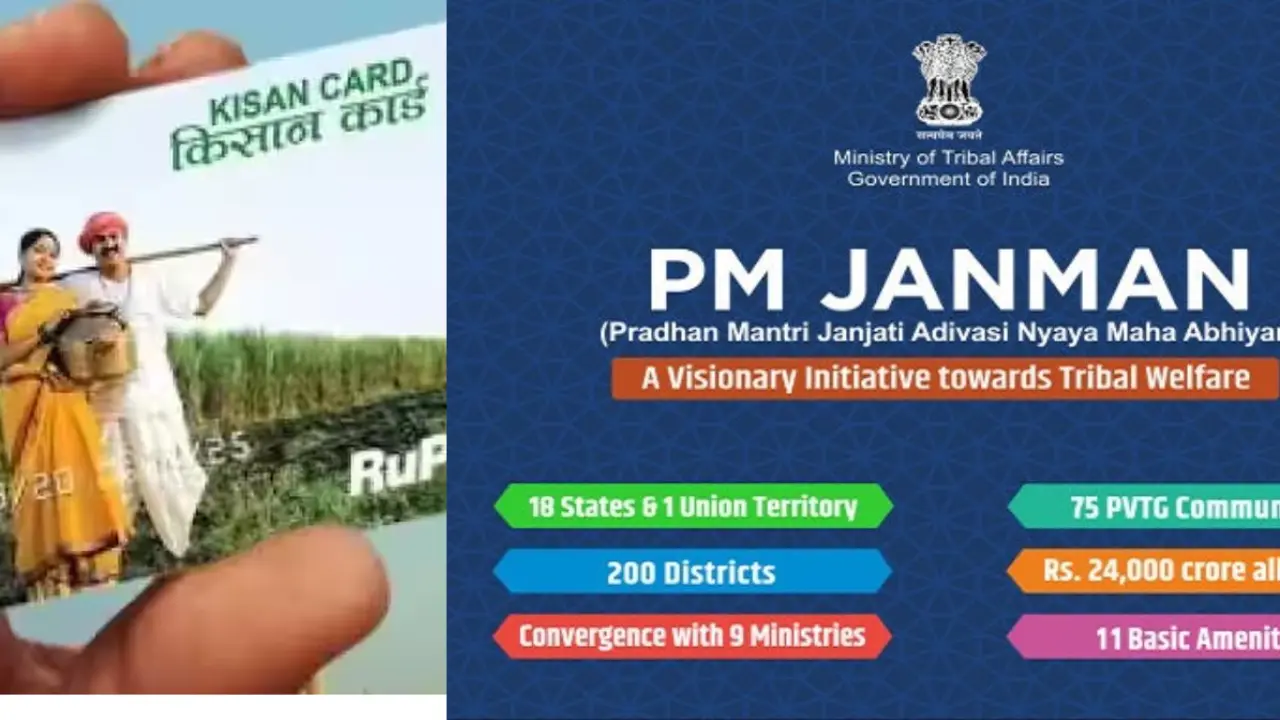 KISAN CARD
किसान कार्ड
RuP
सत्यमेव जयते
Ministry of Tribal Affairs
Government of India
PM JANMAN
(Pradhan Mantri Janjati Adivasi Nyaya Maha Abhiyan
A Visionary Initiative towards Tribal Welfare
18 States & 1 Union Territory
75 PVTG Commun
200 Districts
Rs. 24,000 crore all
Convergence with 9 Ministries
11 Basic Amenit